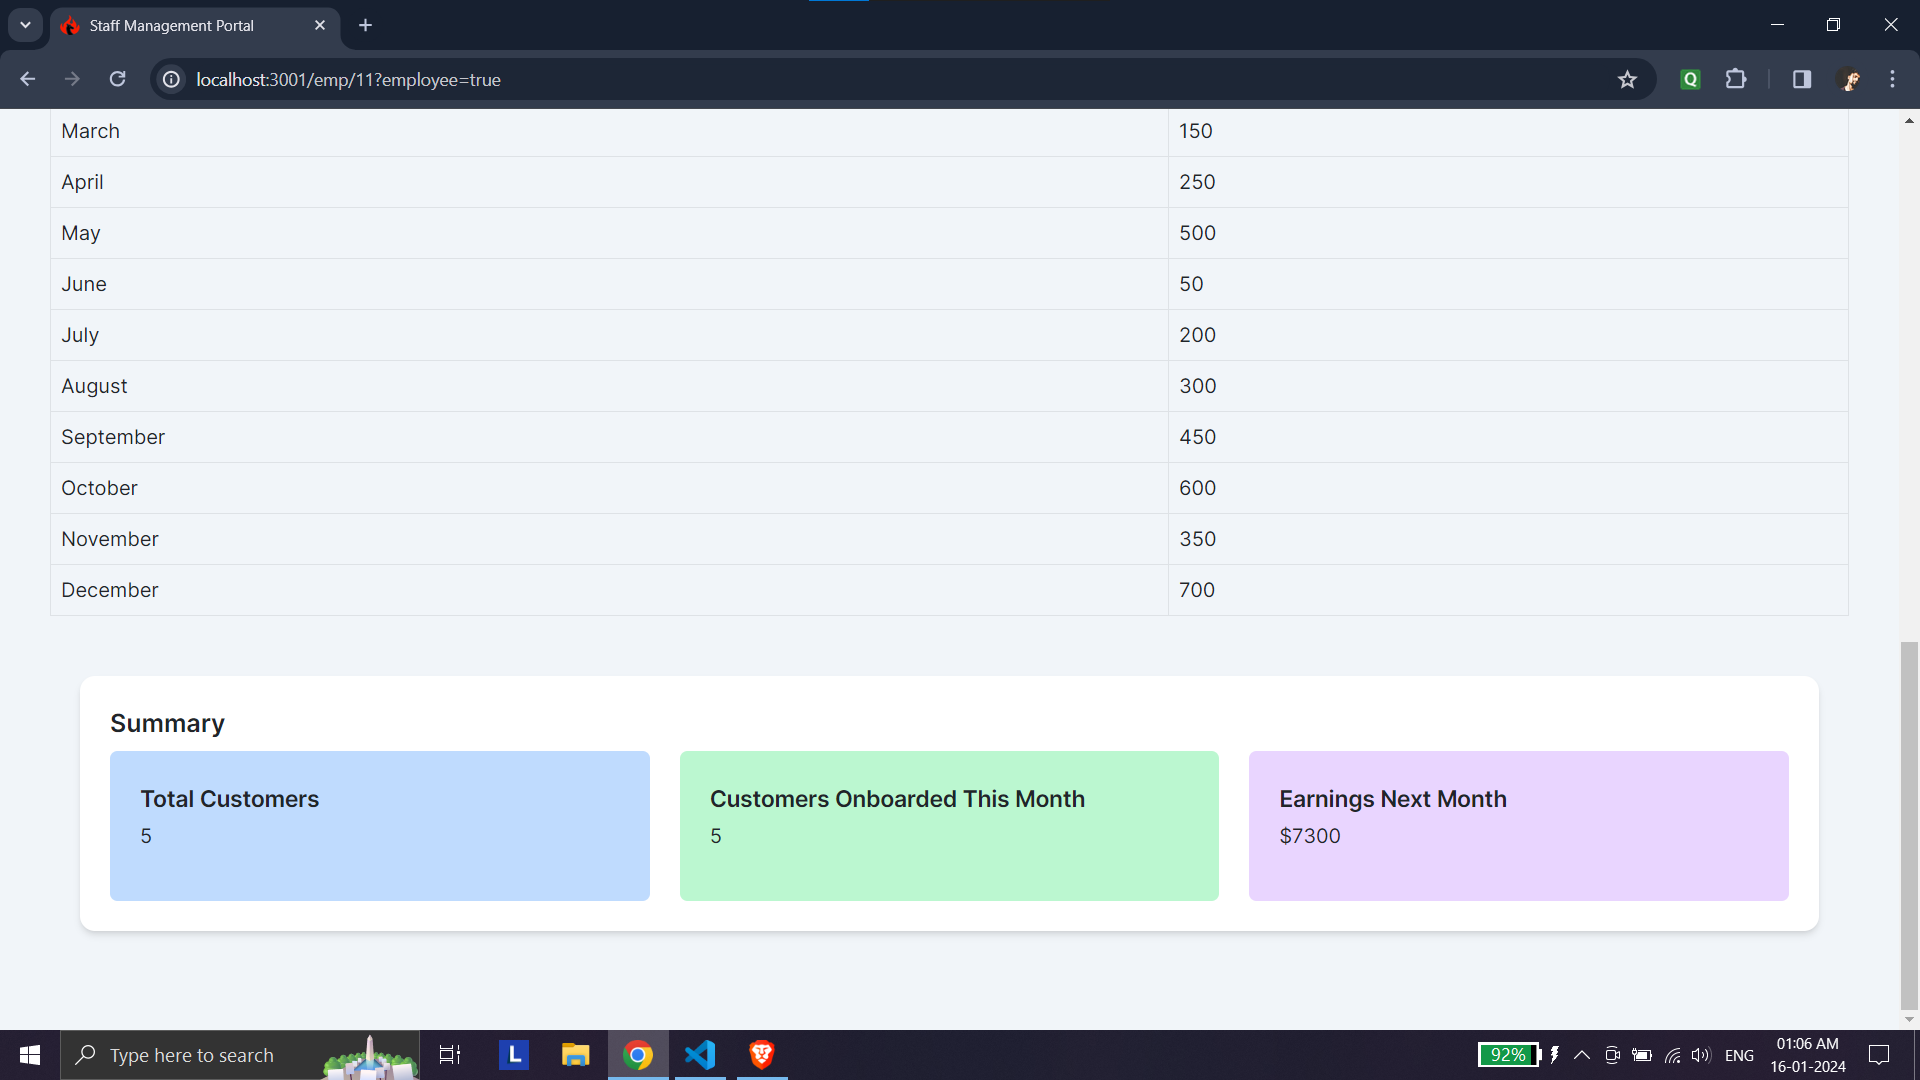 Staff Management Portal
localhost:3001/emp/11?employee=true
Q
March 150
April 250
May 500
June 50
July 200
August 300
September 450
October 600
November 350
December 700
Summary
Total Customers
5
Customers Onboarded This Month
5
Earnings Next Month
$7300
Type here to search
L
92%
ENG
01:06 AM
16-01-2024